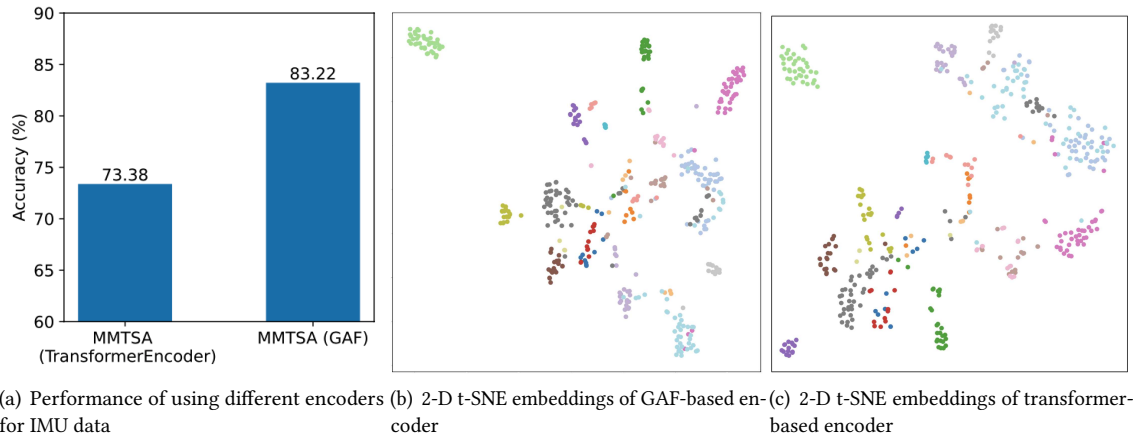 90
85
80
75
70
65
60
Accuracy (%)
73.38
83.22
MMTSA
(TransformerEncoder)
MMTSA (GAF)
(a) Performance of using different encoders
for IMU data
(b) 2-D t-SNE embeddings of GAF-based en-
coder
(c) 2-D t-SNE embeddings of transformer-
based encoder